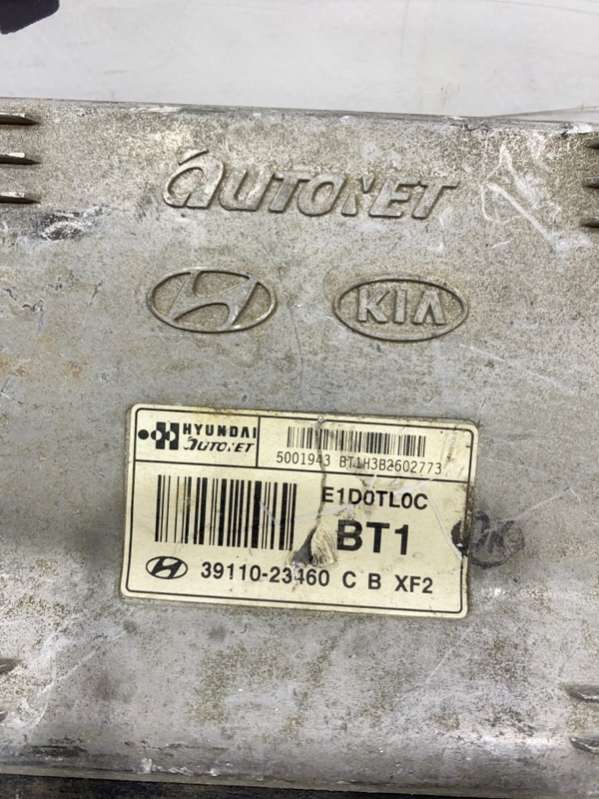 AUTONET
KIA
HYUNDAI
AUTONET
5001943 BT1H3B2602773
E1D0TL0C
BT1
39110-23460 C B XF2